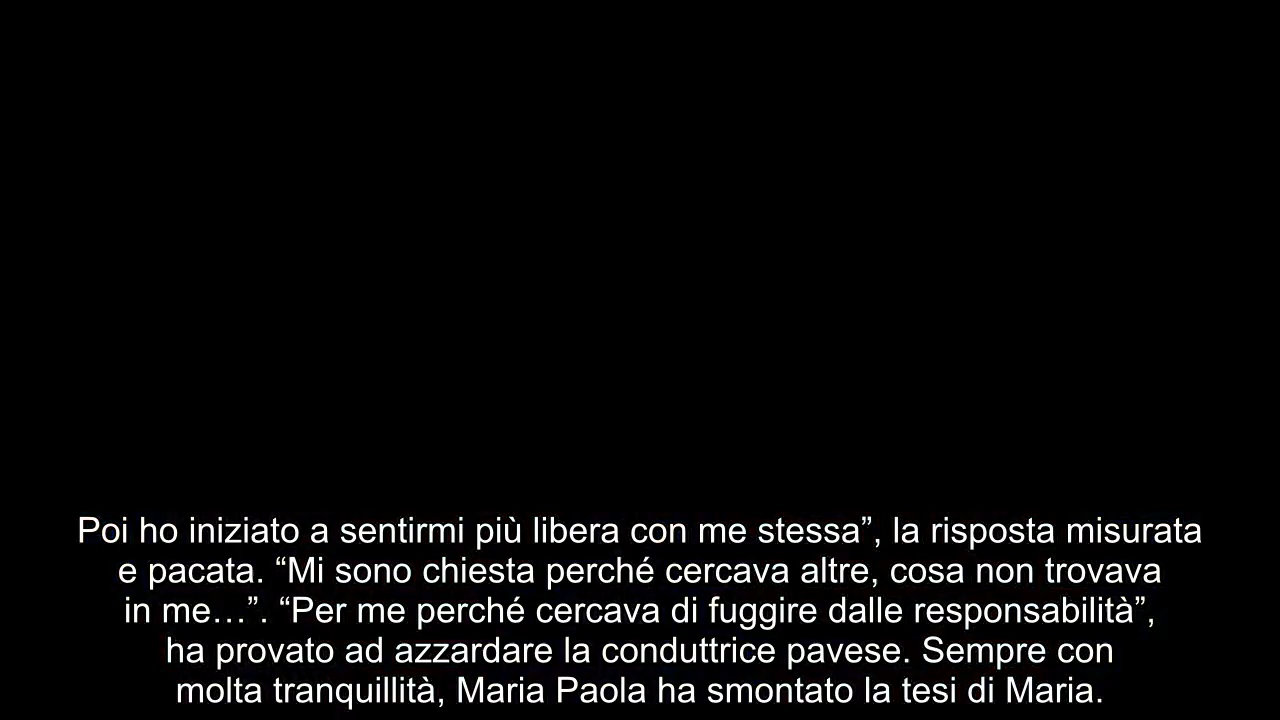 Poi ho iniziato a sentirmi più libera con me stessa”, la risposta misurata
e pacata. “Mi sono chiesta perché cercava altre, cosa non trovava
in me…”. “Per me perché cercava di fuggire dalle responsabilità”,
ha provato ad azzardare la conduttrice pavese. Sempre con
molta tranquillità, Maria Paola ha smontato la tesi di Maria.